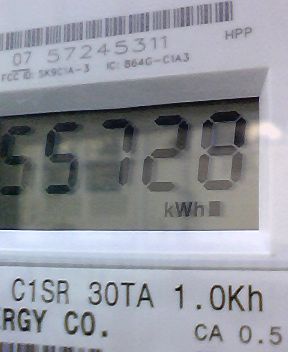 07 57245311
HPP
FCC ID: SK9C1A-3 IC: 864G-C1A3
55728
kWh
C1SR 30TA 1.0Kh
RGY CO.
CA 0.5